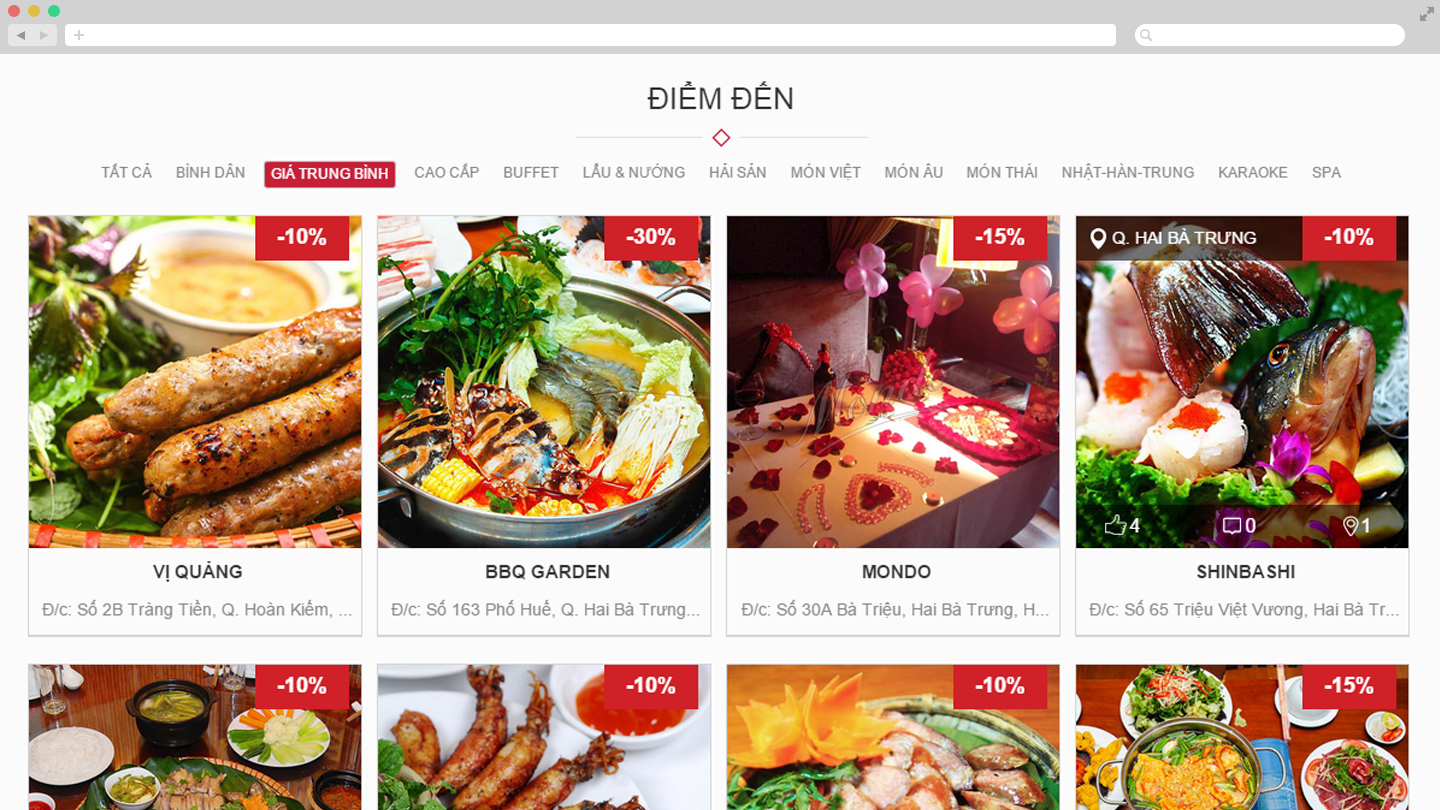 ĐIỂM ĐẾN
TẤT CẢ BÌNH DÂN GIÁ TRUNG BÌNH CAO CẤP BUFFET LẨU & NƯỚNG HẢI SẢN MÓN VIỆT MÓN ÂU MÓN THÁI NHẬT-HÀN-TRUNG KARAOKE SPA
-10% -30% -15% Q. HAI BÀ TRƯNG -10%
4 0 1
VỊ QUẢNG BBQ GARDEN MONDO SHINBASHI
Đ/c: Số 2B Tràng Tiền, Q. Hoàn Kiếm, ... Đ/c: Số 163 Phố Huế, Q. Hai Bà Trưng... Đ/c: Số 30A Bà Triệu, Hai Bà Trưng, H... Đ/c: Số 65 Triệu Việt Vương, Hai Bà Tr...
-10% -10% -10% -15%